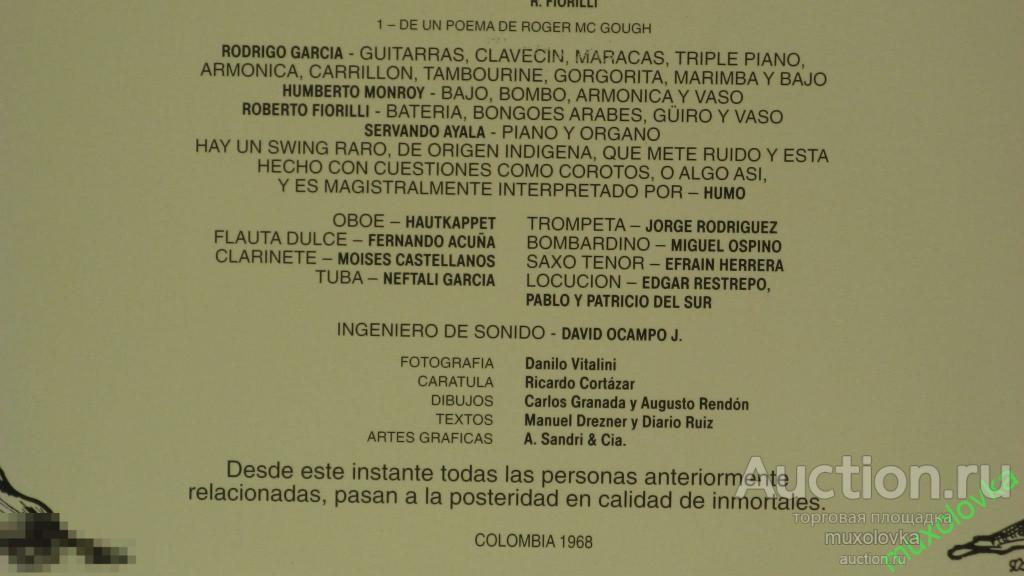 R. FIORILLI
1 – DE UN POEMA DE ROGER MC GOUGH
RODRIGO GARCIA - GUITARRAS, CLAVECIN, MARACAS, TRIPLE PIANO,
ARMONICA, CARRILLON, TAMBOURINE, GORGORITA, MARIMBA Y BAJO
HUMBERTO MONROY - BAJO, BOMBO, ARMONICA Y VASO
ROBERTO FIORILLI - BATERIA, BONGOES ARABES, GÜIRO Y VASO
SERVANDO AYALA - PIANO Y ORGANO
HAY UN SWING RARO, DE ORIGEN INDIGENA, QUE METE RUIDO Y ESTA
HECHO CON CUESTIONES COMO COROTOS, O ALGO ASI,
Y ES MAGISTRALMENTE INTERPRETADO POR – HUMO
OBOE – HAUTKAPPET
FLAUTA DULCE – FERNANDO ACUÑA
CLARINETE – MOISES CASTELLANOS
TUBA – NEFTALI GARCIA
TROMPETA – JORGE RODRIGUEZ
BOMBARDINO – MIGUEL OSPINO
SAXO TENOR – EFRAIN HERRERA
LOCUCION – EDGAR RESTREPO,
PABLO Y PATRICIO DEL SUR
INGENIERO DE SONIDO - DAVID OCAMPO J.
FOTOGRAFIA Danilo Vitalini
CARATULA Ricardo Cortázar
DIBUJOS Carlos Granada y Augusto Rendón
TEXTOS Manuel Drezner y Diario Ruiz
ARTES GRAFICAS A. Sandri & Cia.
Desde este instante todas las personas anteriormente
relacionadas, pasan a la posteridad en calidad de inmortales.
COLOMBIA 1968
Auction.ru
торговая площадка
muxolovka
auction.ru
muxolovka